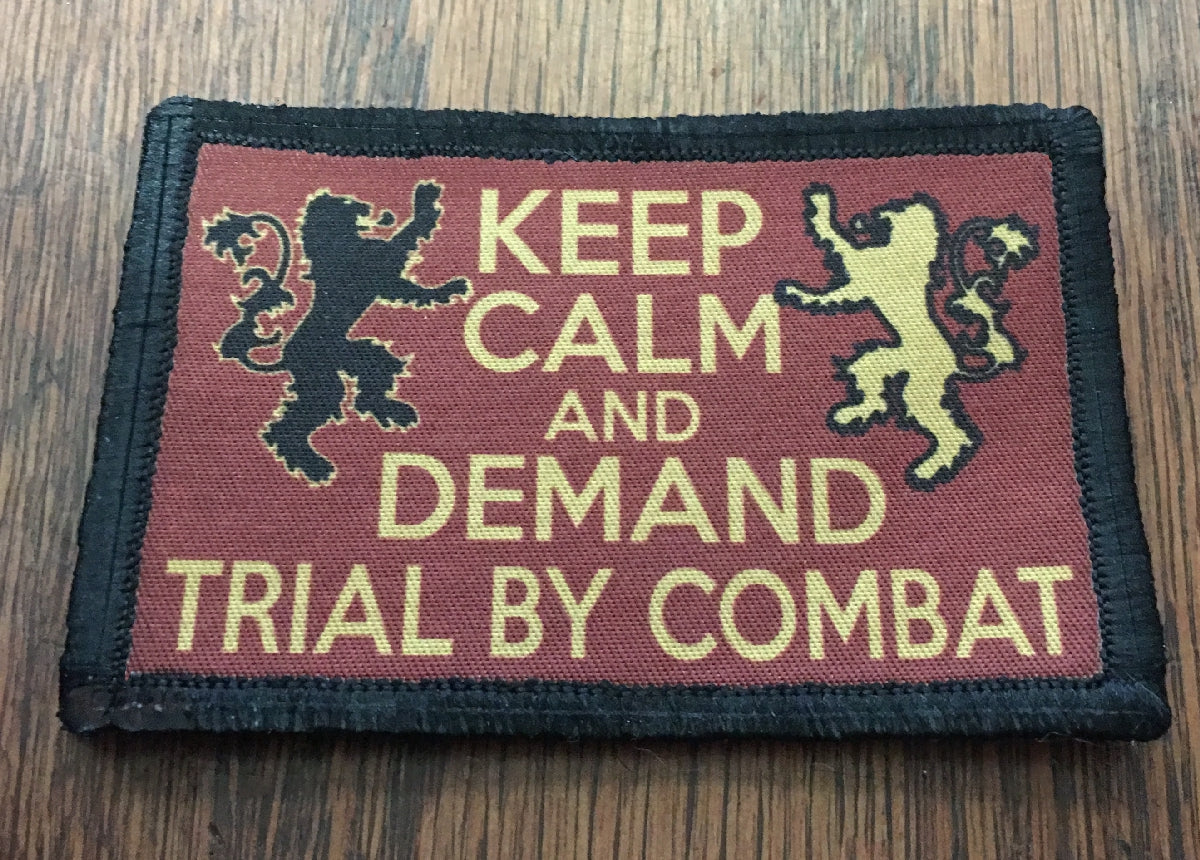 KEEP
CALM
AND
DEMAND
TRIAL BY COMBAT